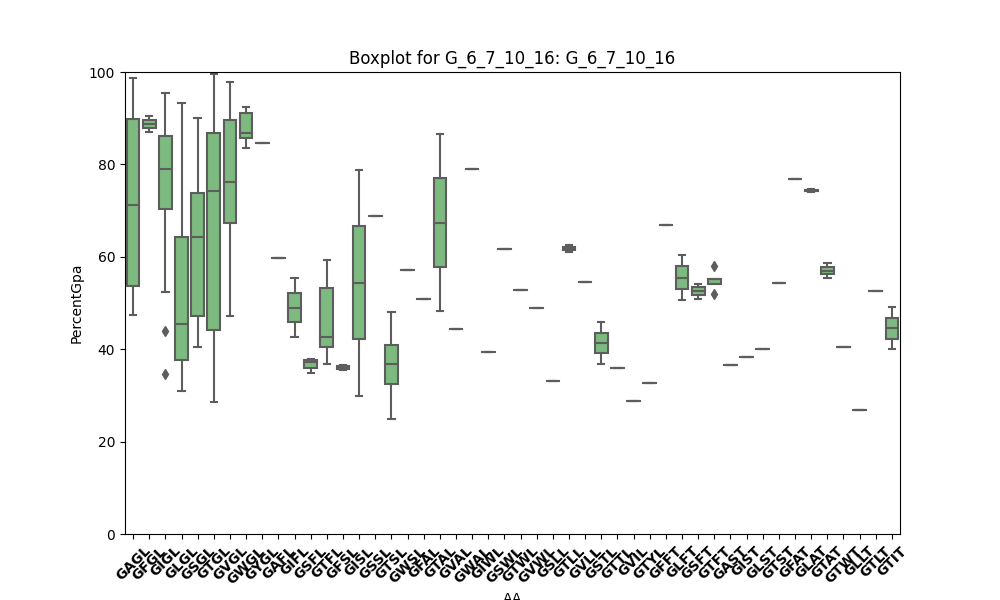 Boxplot for G_6_7_10_16: G_6_7_10_16
100
80
60
40
20
0
PercentGpa
GAGL
GFGL
GIGL
GLGL
GSGL
GTGL
GVGL
GWGL
GYGL
GIFL
GSFL
GTFL
GFSL
GISL
GSSL
GTSL
GWSL
GFAL
GTAL
GVAL
GWAL
GIWL
GSWL
GTWL
GVWL
GSLL
GTLL
GVLL
GSTL
GTTL
GVIL
GTYL
GFFT
GLFT
GSFT
GTFT
GAST
GIST
GLST
GTST
GFAT
GLAT
GTAT
GTWT
GLLT
GTLT
GTIT
AA